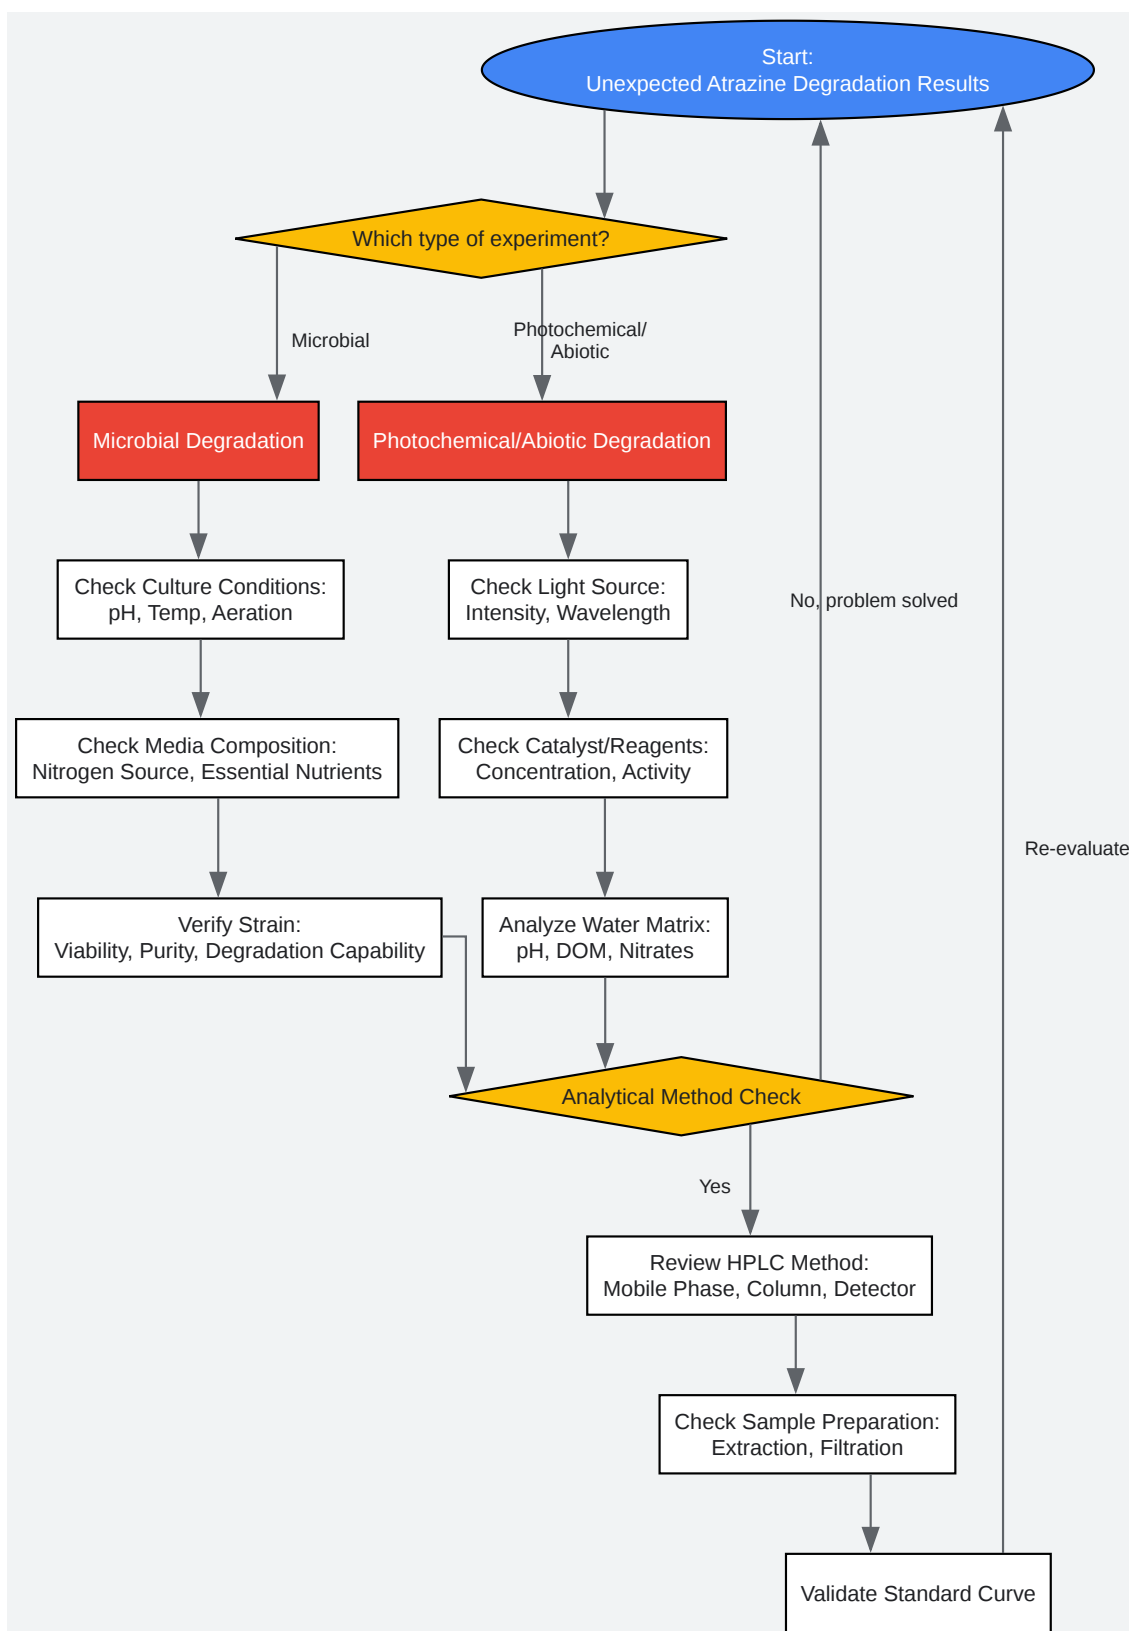 Start:
Unexpected Atrazine Degradation Results
Which type of experiment?
Microbial
Photochemical/
Abiotic
Microbial Degradation
Photochemical/Abiotic Degradation
Check Culture Conditions:
pH, Temp, Aeration
Check Light Source:
Intensity, Wavelength
No, problem solved
Check Media Composition:
Nitrogen Source, Essential Nutrients
Check Catalyst/Reagents:
Concentration, Activity
Re-evaluate
Verify Strain:
Viability, Purity, Degradation Capability
Analyze Water Matrix:
pH, DOM, Nitrates
Analytical Method Check
Yes
Review HPLC Method:
Mobile Phase, Column, Detector
Check Sample Preparation:
Extraction, Filtration
Validate Standard Curve